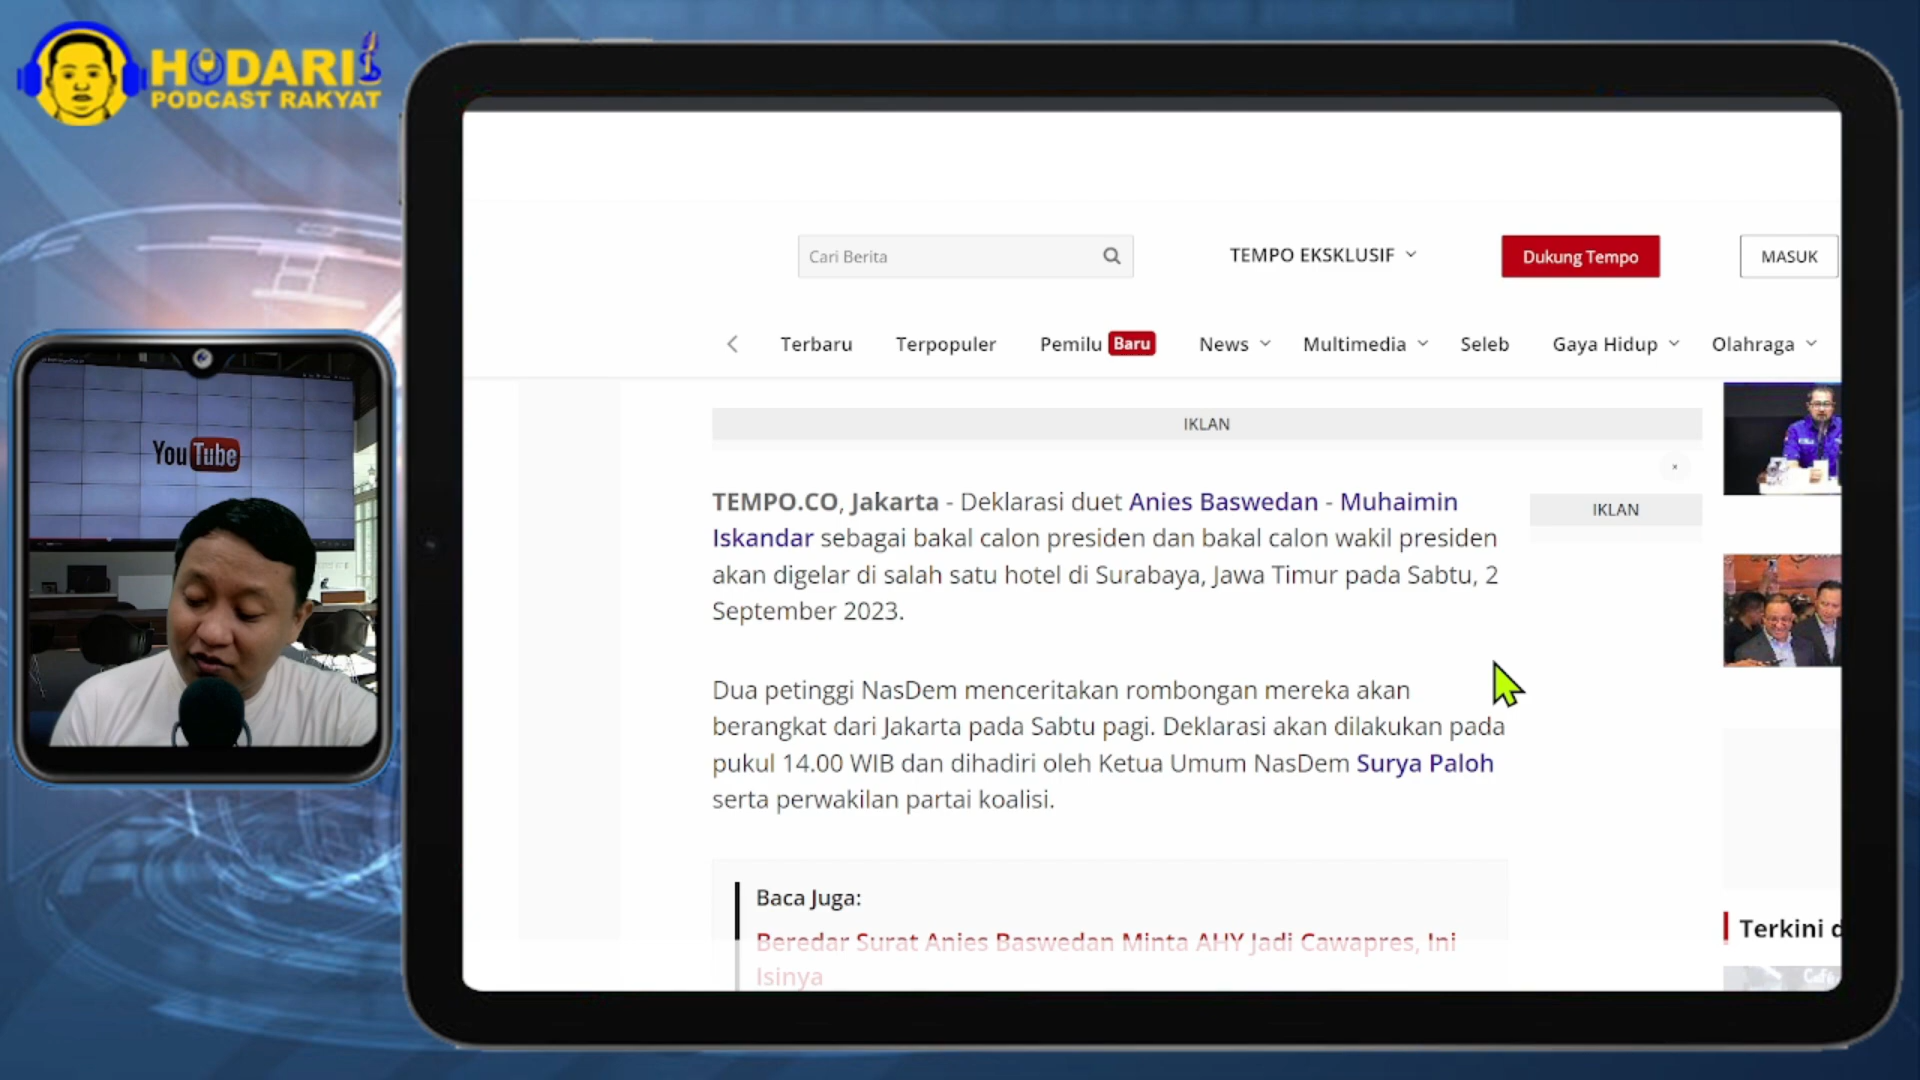 HODARI
PODCAST RAKYAT
YouTube
Cari Berita
TEMPO EKSKLUSIF
Dukung Tempo
MASUK
Terbaru
Terpopuler
Pemilu Baru
News
Multimedia
Seleb
Gaya Hidup
Olahraga
IKLAN
IKLAN
TEMPO.CO, Jakarta - Deklarasi duet Anies Baswedan - Muhaimin
Iskandar sebagai bakal calon presiden dan bakal calon wakil presiden
akan digelar di salah satu hotel di Surabaya, Jawa Timur pada Sabtu, 2
September 2023.
Dua petinggi NasDem menceritakan rombongan mereka akan
berangkat dari Jakarta pada Sabtu pagi. Deklarasi akan dilakukan pada
pukul 14.00 WIB dan dihadiri oleh Ketua Umum NasDem Surya Paloh
serta perwakilan partai koalisi.
Baca Juga:
Beredar Surat Anies Baswedan Minta AHY Jadi Cawapres, Ini
Isinya
Terkini d